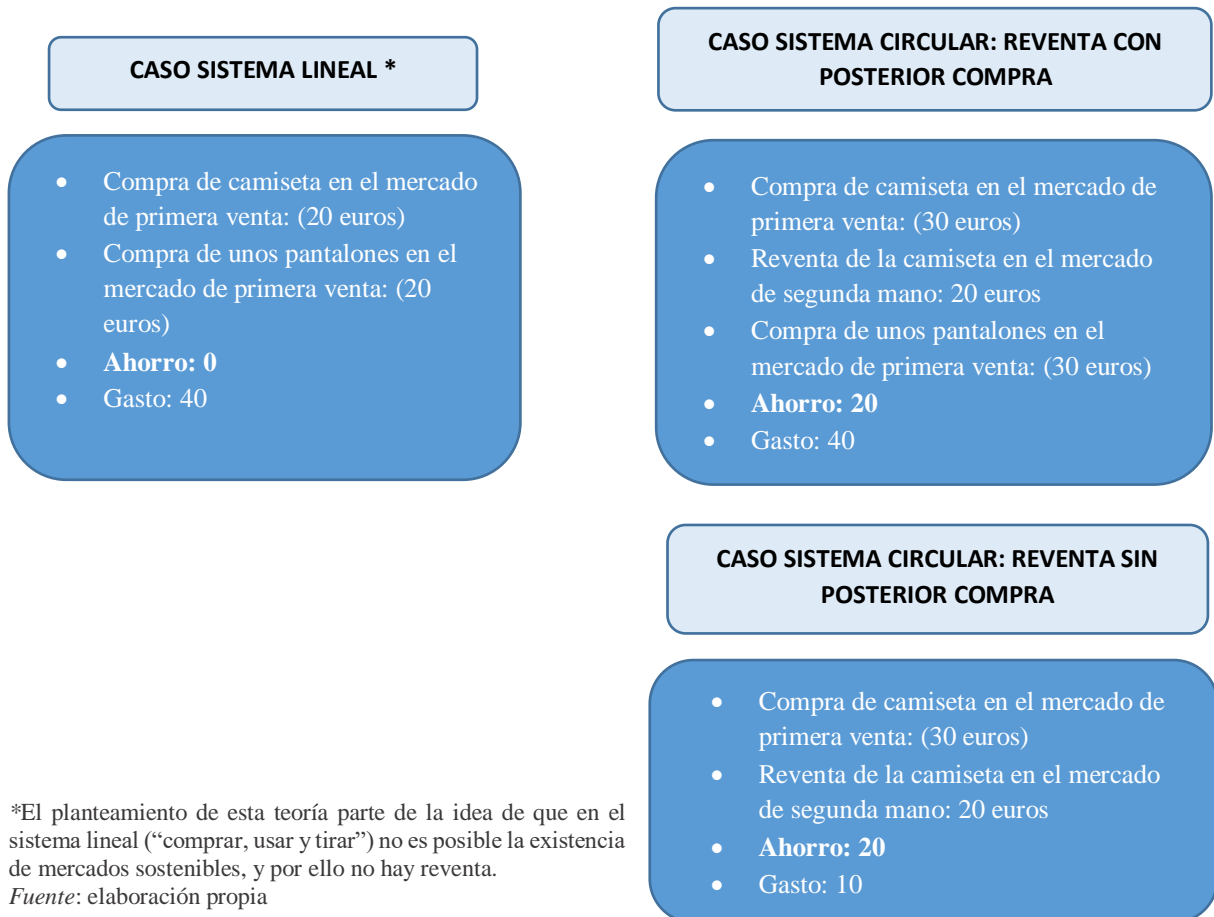 CASO SISTEMA LINEAL *
• Compra de camiseta en el mercado
de primera venta: (20 euros)
• Compra de unos pantalones en el
mercado de primera venta: (20
euros)
• Ahorro: 0
• Gasto: 40
CASO SISTEMA CIRCULAR: REVENTA CON
POSTERIOR COMPRA
• Compra de camiseta en el mercado de
primera venta: (30 euros)
• Reventa de la camiseta en el mercado
de segunda mano: 20 euros
• Compra de unos pantalones en el
mercado de primera venta: (30 euros)
• Ahorro: 20
• Gasto: 40
CASO SISTEMA CIRCULAR: REVENTA SIN
POSTERIOR COMPRA
• Compra de camiseta en el mercado de
primera venta: (30 euros)
• Reventa de la camiseta en el mercado
de segunda mano: 20 euros
• Ahorro: 20
• Gasto: 10
*El planteamiento de esta teoría parte de la idea de que en el
sistema lineal (“comprar, usar y tirar”) no es posible la existencia
de mercados sostenibles, y por ello no hay reventa.
Fuente: elaboración propia